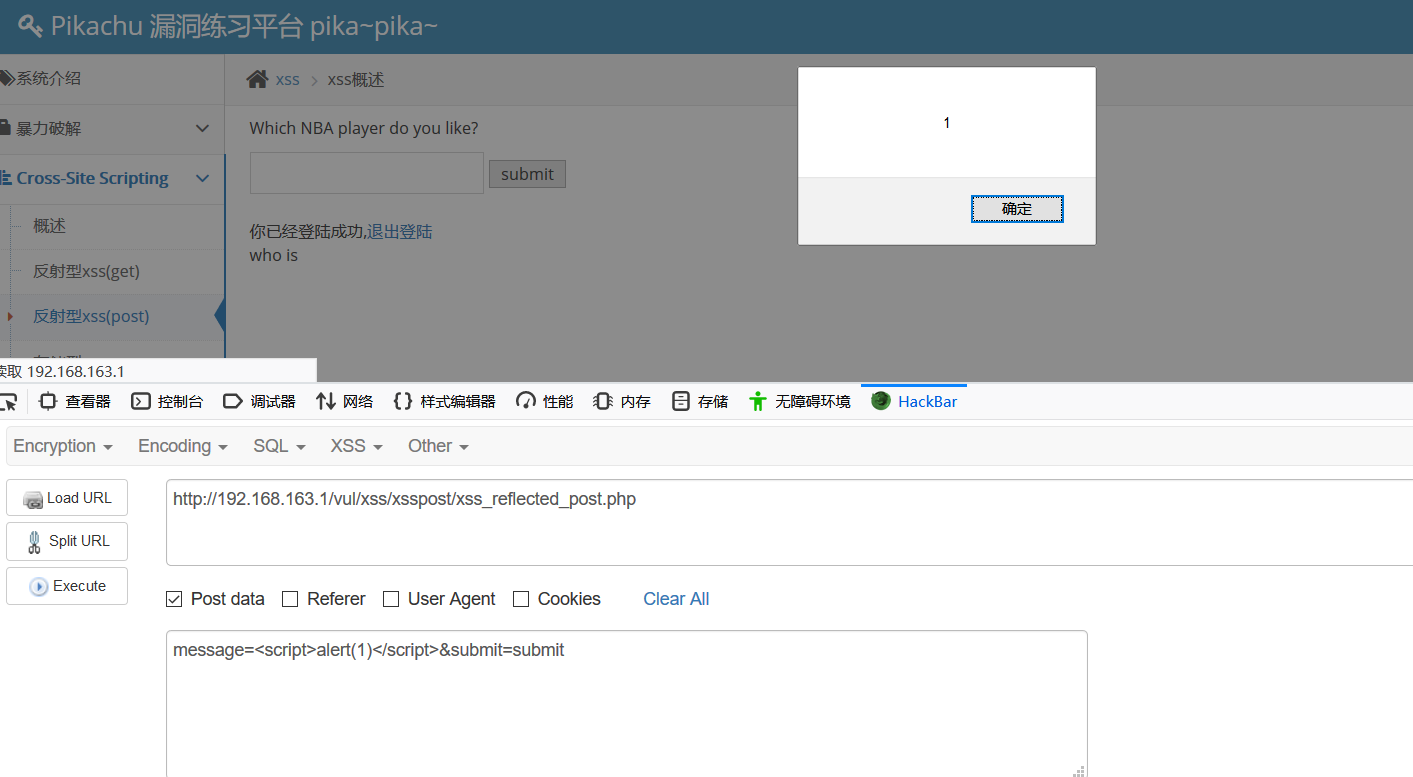 Pikachu 漏洞练习平台 pika~pika~
系统介绍
xss > xss概述
暴力破解
Which NBA player do you like?
Cross-Site Scripting
submit
概述
你已经登陆成功,退出登陆
who is
反射型xss(get)
反射型xss(post)
1
确定
读取 192.168.163.1
查看器 控制台 调试器 网络 {} 样式编辑器 性能 内存 存储 无障碍环境 HackBar
Encryption Encoding SQL XSS Other
Load URL
http://192.168.163.1/vul/xss/xsspost/xss_reflected_post.php
Split URL
Execute
Post data Referer User Agent Cookies Clear All
message=<script>alert(1)</script>&submit=submit